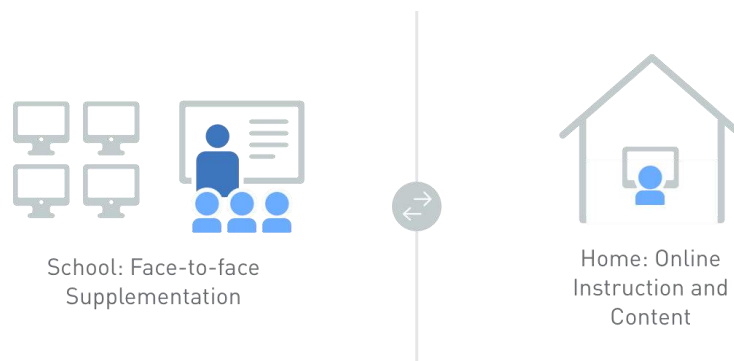 School: Face-to-face
Supplementation
Home: Online
Instruction and
Content